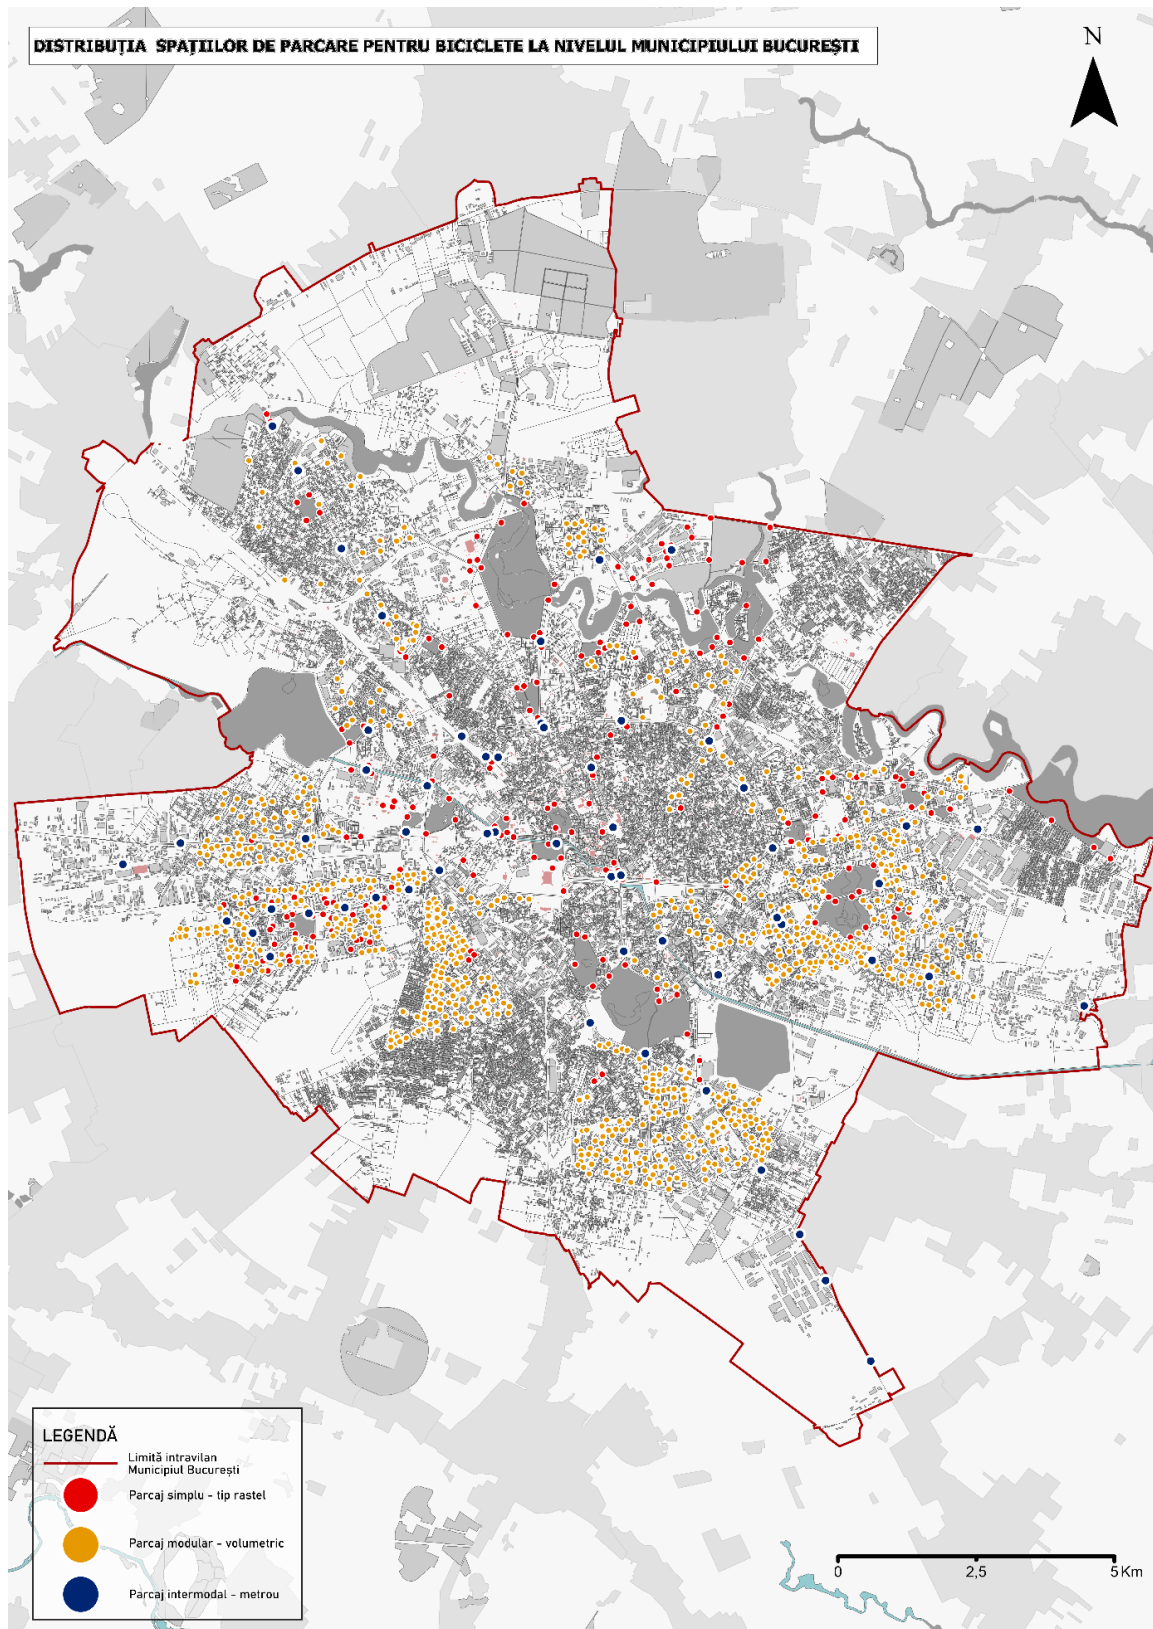 DISTRIBUȚIA SPAȚIILOR DE PARCARE PENTRU BICICLETE LA NIVELUL MUNICIPIULUI BUCUREȘTI
N
LEGENDĂ
Limită intravilan
Municipiul București
Parcaj simplu - tip rastel
Parcaj modular - volumetric
Parcaj intermodal - metrou
0 2,5 5 Km